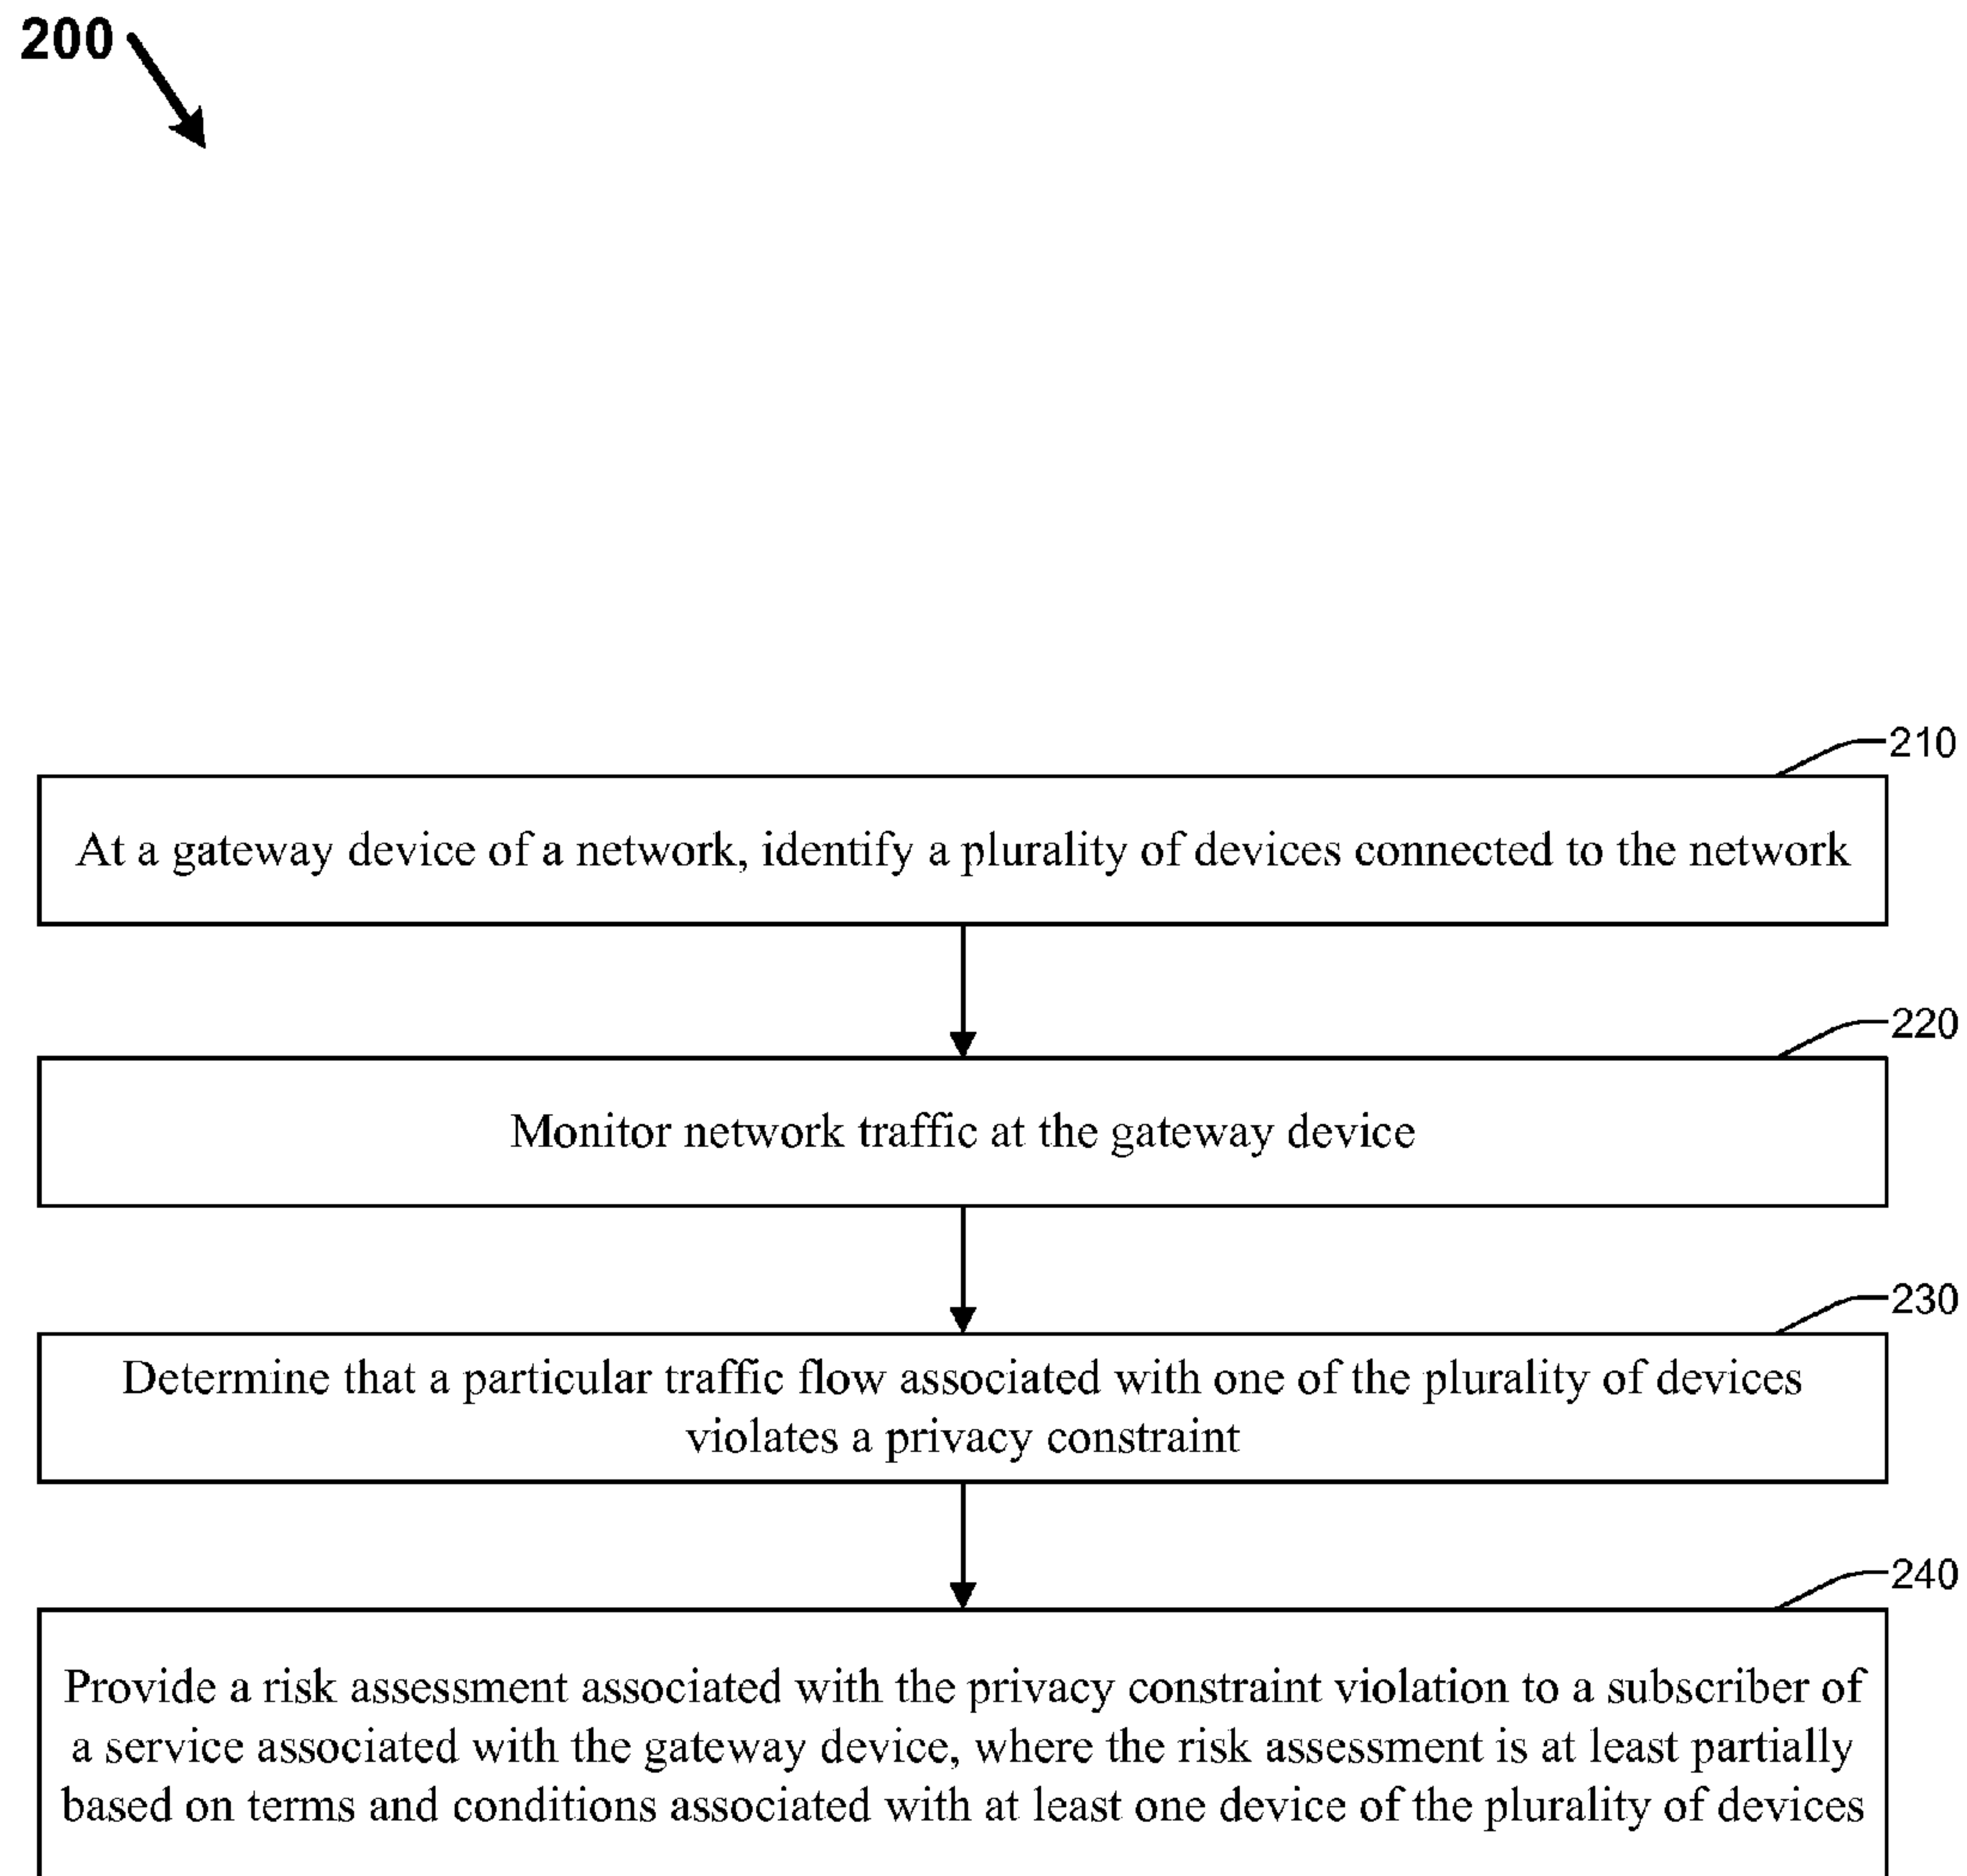 200
210
At a gateway device of a network, identify a plurality of devices connected to the network
220
Monitor network traffic at the gateway device
230
Determine that a particular traffic flow associated with one of the plurality of devices
violates a privacy constraint
240
Provide a risk assessment associated with the privacy constraint violation to a subscriber of
a service associated with the gateway device, where the risk assessment is at least partially
based on terms and conditions associated with at least one device of the plurality of devices